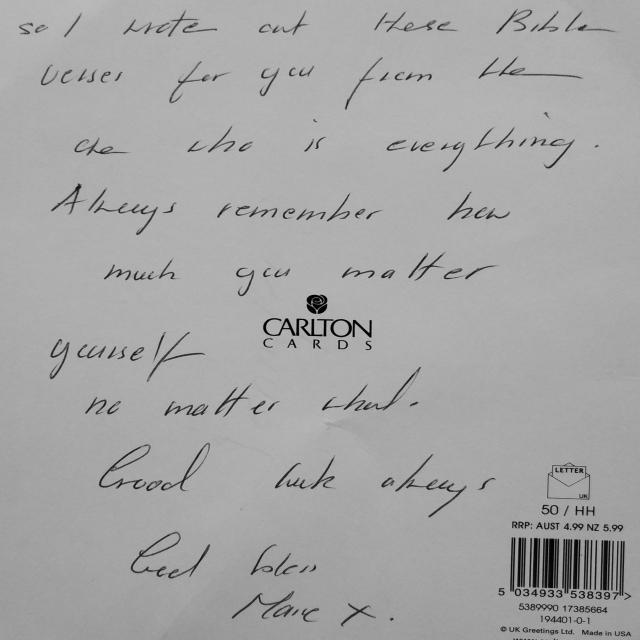 so I wrote out these Bible
verses for you from the
one who is everything.
Always remember how
much you matter
CARLTON
CARDS
yourself
no matter what.
Good luck always
LETTER
UK
50 / HH
RRP: AUST 4.99 NZ 5.99
God bless
Marie X.
5 034933 538397 >
5389990 17385664
194401-0-1
© UK Greetings Ltd. Made in USA